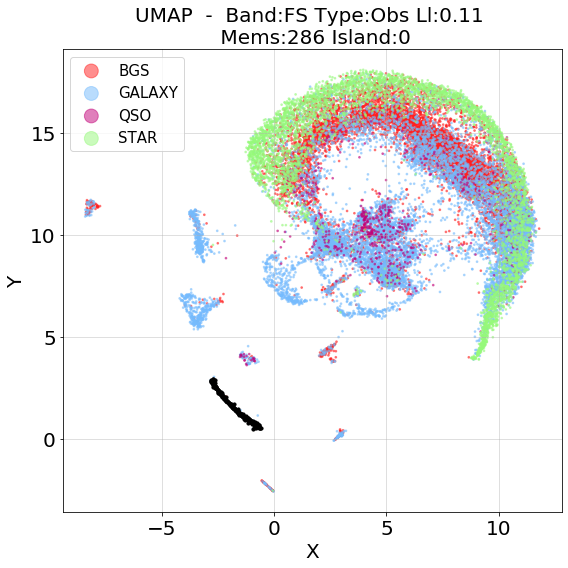 UMAP  -  Band:FS Type:Obs Ll:0.11
Mems:286 Island:0
BGS
GALAXY
QSO
STAR
15
10
5
0
Y
−5
0
5
10
X